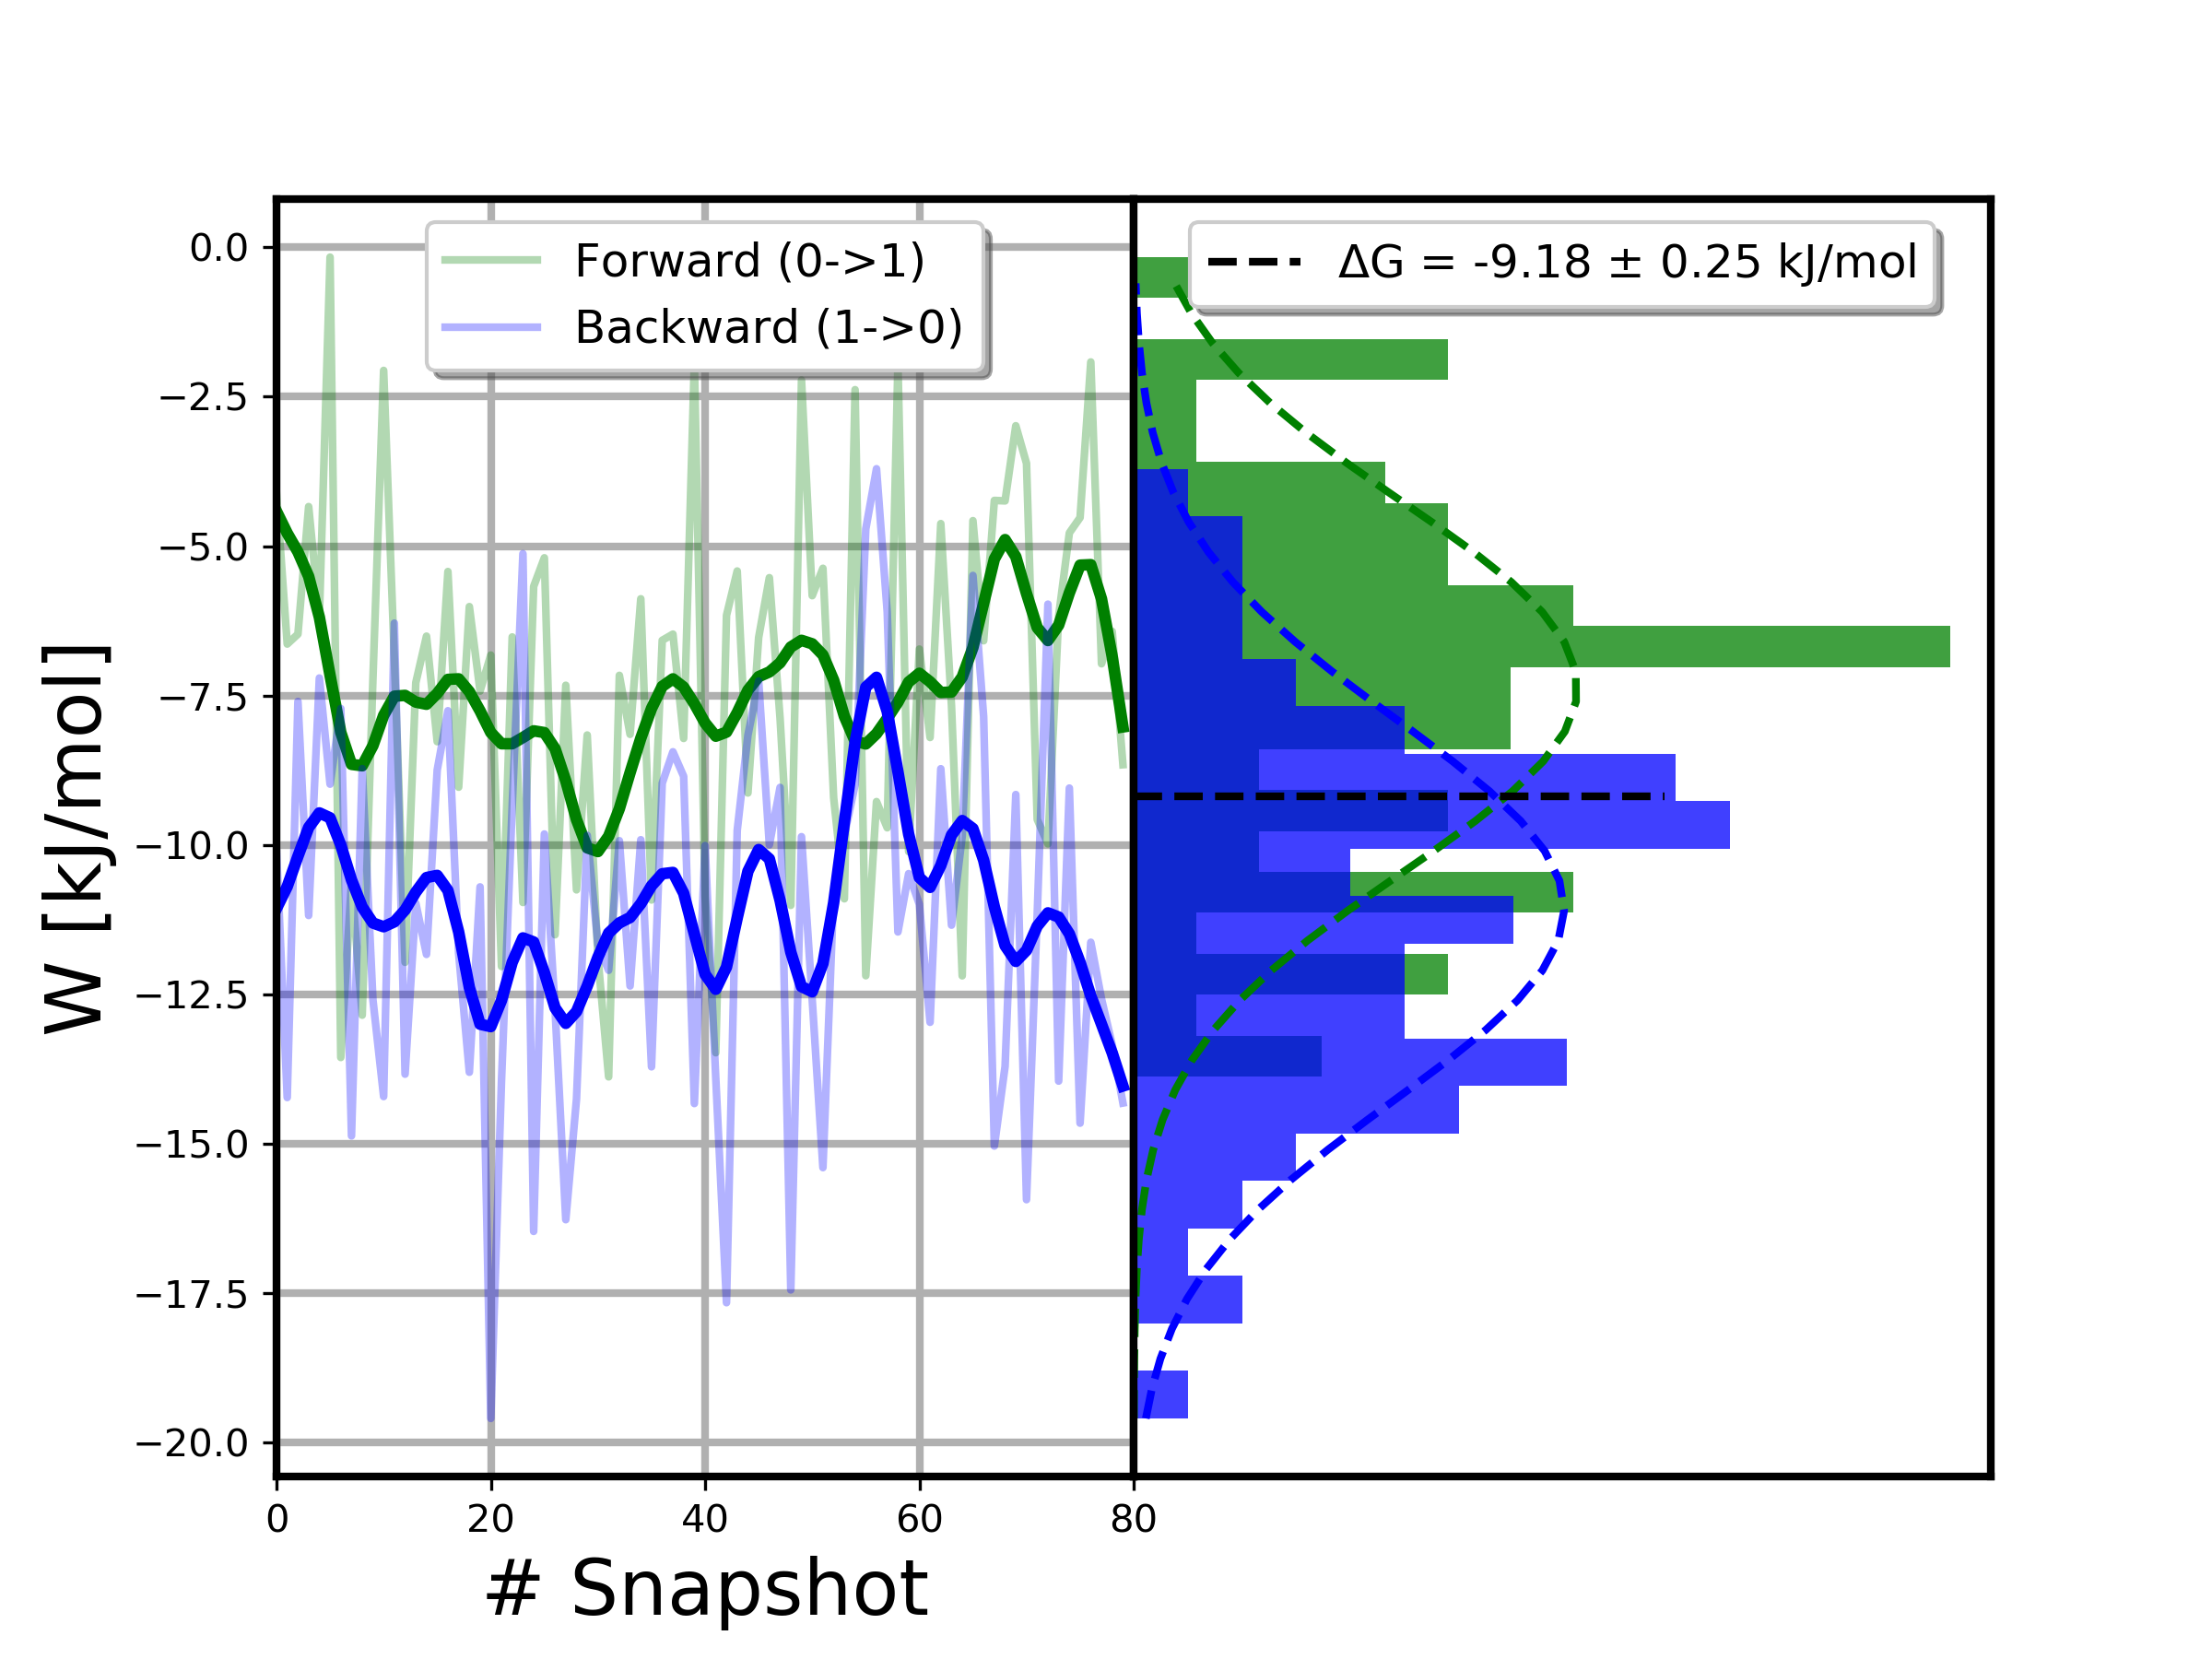 Forward (0->1)
Backward (1->0)
ΔG = -9.18 ± 0.25 kJ/mol
0.0
−2.5
−5.0
−7.5
−10.0
−12.5
−15.0
−17.5
−20.0
W [kJ/mol]
0 20 40 60 80
# Snapshot